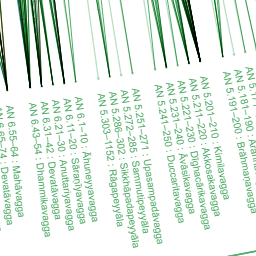 AN 5.181–190 :
AN 5.191–200 : Brāhmaṇavagga
AN 5.201–210 : Kimilavagga
AN 5.211–220 : Akkosakavagga
AN 5.221–230 : Dīghacārikavagga
AN 5.231–240 : Āvāsikavagga
AN 5.241–250 : Duccaritavagga
AN 5.251–271 : Upasampadāvagga
AN 5.272–285 : Sammutipeyyāla
AN 5.286–302 : Sikkhāpadapeyyāla
AN 5.303–1152 : Rāgapeyyāla
AN 6.1–10 : Āhuneyyavagga
AN 6.11–20 : Sāraṇīyavagga
AN 6.21–30 : Anuttariyavagga
AN 6.31–42 : Devatāvagga
AN 6.43–54 : Dhammikavagga
AN 6.55–64 : Mahāvagga
AN 6.65–74 : Devatāvagga